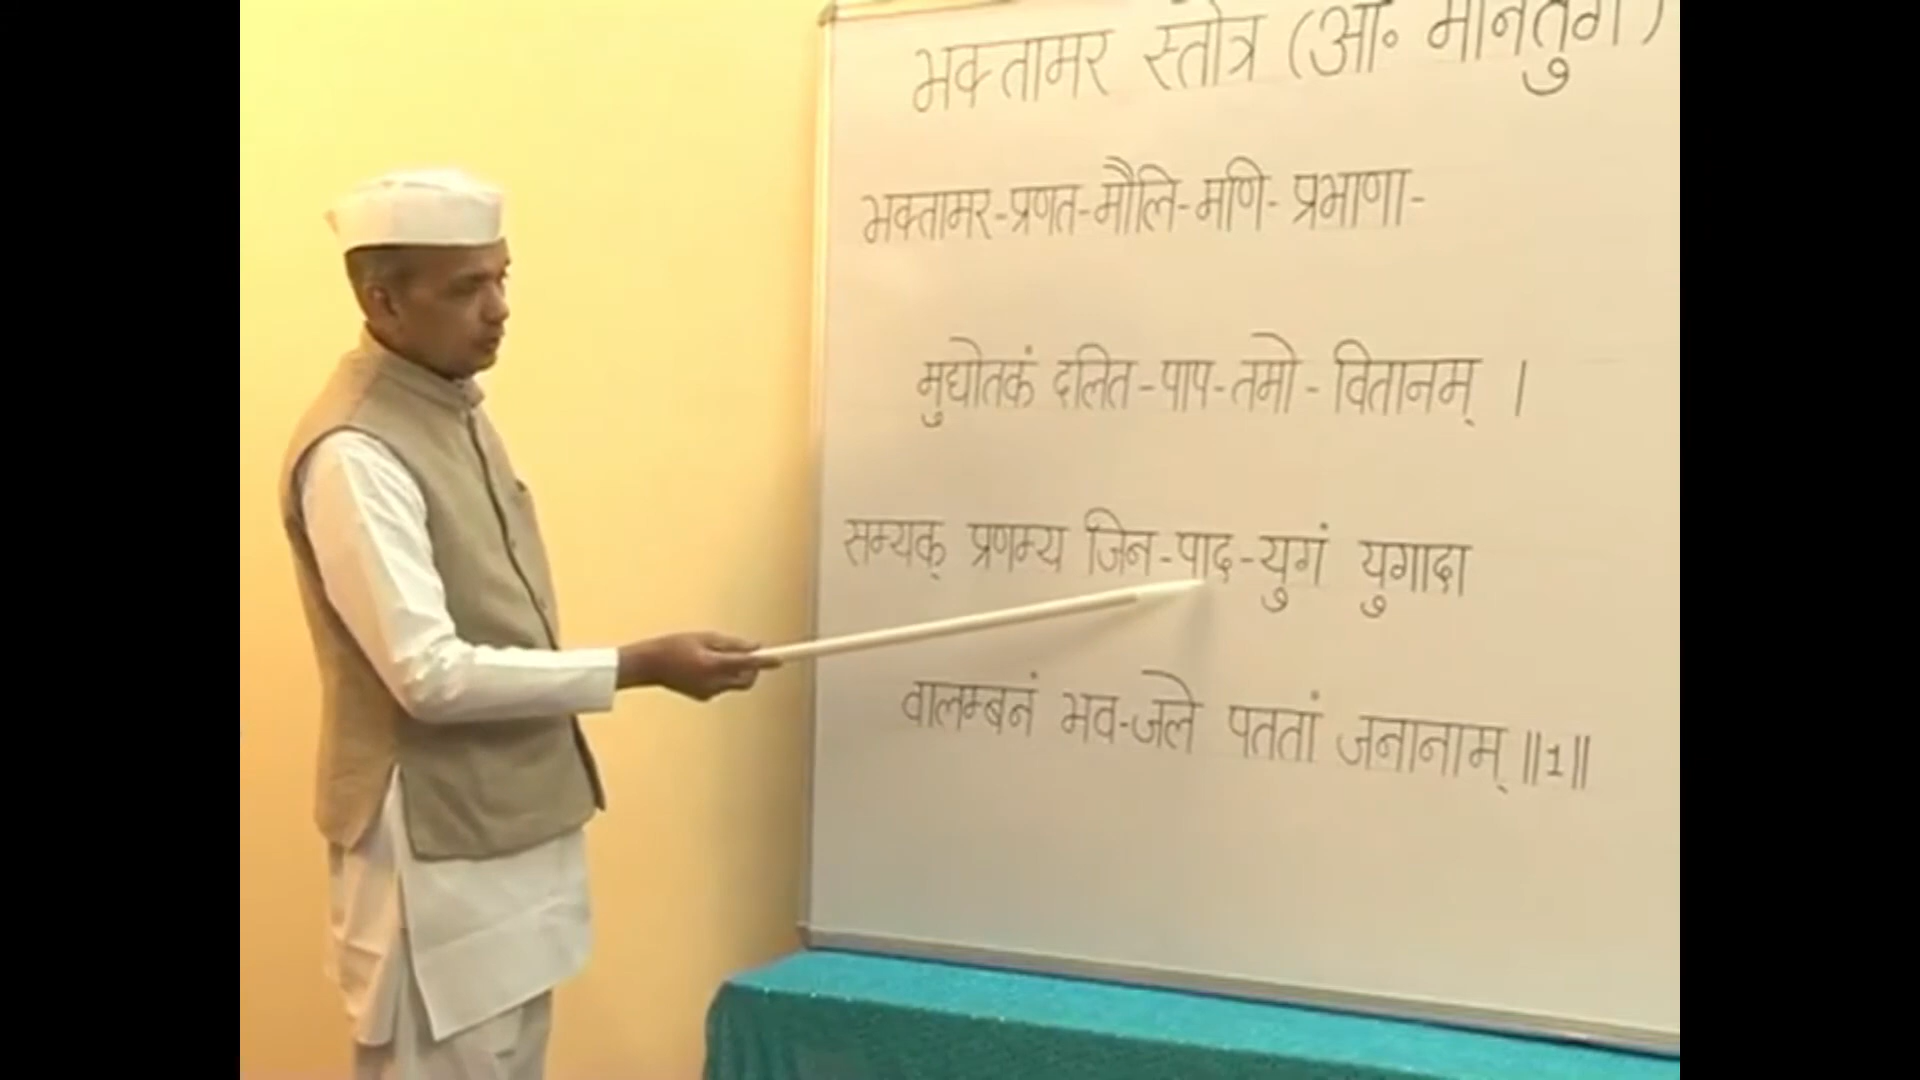 भक्तामर स्तोत्र (आ० मानतुंग)
भक्तामर-प्रणत-मौलि-मणि-प्रभाणा-
मुद्योतकं दलित-पाप-तमो-वितानम् ।
सम्यक् प्रणम्य जिन-पाद-युगं युगादा
वालम्बनं भव-जले पततां जनानाम् ॥1॥